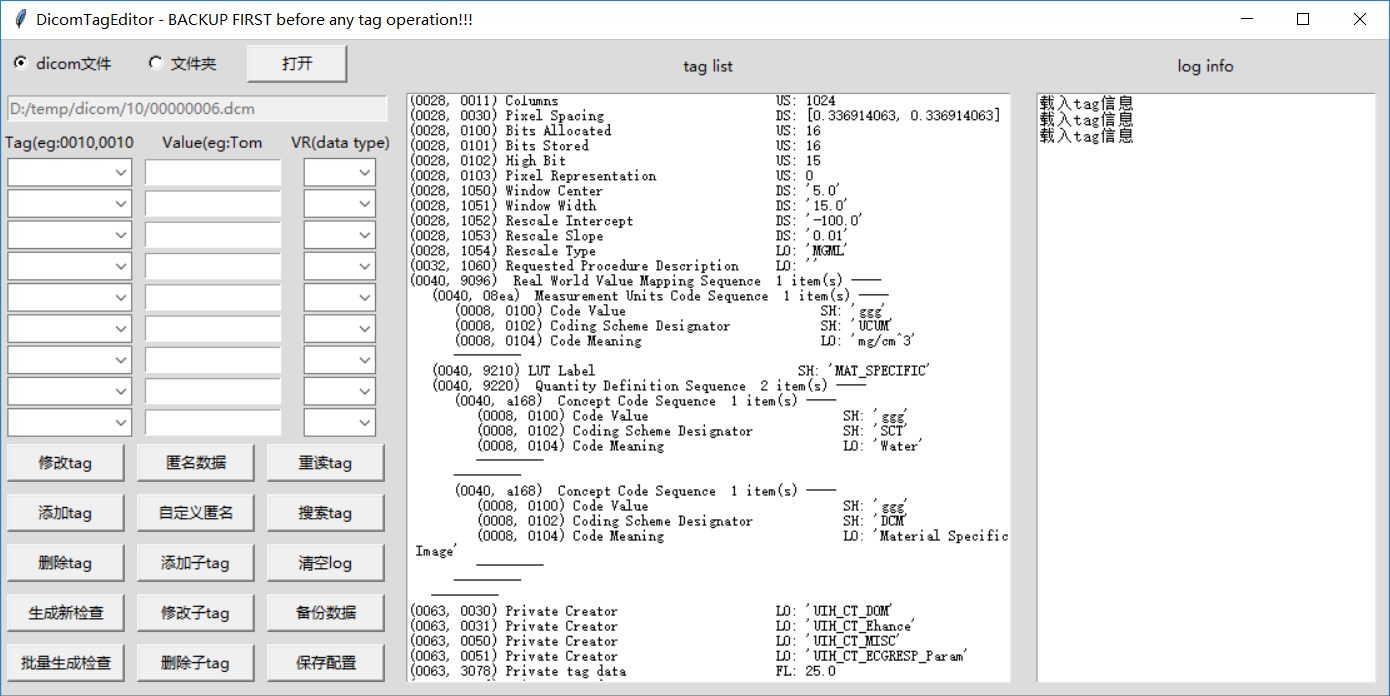 DicomTagEditor - BACKUP FIRST before any tag operation!!!
dicom文件 文件夹 打开
D:/temp/dicom/10/00000006.dcm
Tag(eg:0010,0010 Value(eg:Tom VR(data type)
修改tag 匿名数据 重读tag
添加tag 自定义匿名 搜索tag
删除tag 添加子tag 清空log
生成新检查 修改子tag 备份数据
批量生成检查 删除子tag 保存配置
tag list
(0028, 0011) Columns US: 1024
(0028, 0030) Pixel Spacing DS: [0.336914063, 0.336914063]
(0028, 0100) Bits Allocated US: 16
(0028, 0101) Bits Stored US: 16
(0028, 0102) High Bit US: 15
(0028, 0103) Pixel Representation US: 0
(0028, 1050) Window Center DS: '5.0'
(0028, 1051) Window Width DS: '15.0'
(0028, 1052) Rescale Intercept DS: '-100.0'
(0028, 1053) Rescale Slope DS: '0.01'
(0028, 1054) Rescale Type LO: 'MGML'
(0032, 1060) Requested Procedure Description LO: ''
(0040, 9096) Real World Value Mapping Sequence 1 item(s) ----
(0040, 08ea) Measurement Units Code Sequence 1 item(s) ----
(0008, 0100) Code Value SH: 'ggg'
(0008, 0102) Coding Scheme Designator SH: 'UCUM'
(0008, 0104) Code Meaning LO: 'mg/cm^3'
---------
(0040, 9210) LUT Label SH: 'MAT_SPECIFIC'
(0040, 9220) Quantity Definition Sequence 2 item(s) ----
(0040, a168) Concept Code Sequence 1 item(s) ----
(0008, 0100) Code Value SH: 'ggg'
(0008, 0102) Coding Scheme Designator SH: 'SCT'
(0008, 0104) Code Meaning LO: 'Water'
---------
---------
(0040, a168) Concept Code Sequence 1 item(s) ----
(0008, 0100) Code Value SH: 'ggg'
(0008, 0102) Coding Scheme Designator SH: 'DCM'
(0008, 0104) Code Meaning LO: 'Material Specific
Image'
---------
---------
---------
(0063, 0030) Private Creator LO: 'UIH_CT_DOM'
(0063, 0031) Private Creator LO: 'UIH_CT_Ehance'
(0063, 0050) Private Creator LO: 'UIH_CT_MISC'
(0063, 0051) Private Creator LO: 'UIH_CT_ECGRESP_Param'
(0063, 3078) Private tag data FL: 25.0
log info
载入tag信息
载入tag信息
载入tag信息